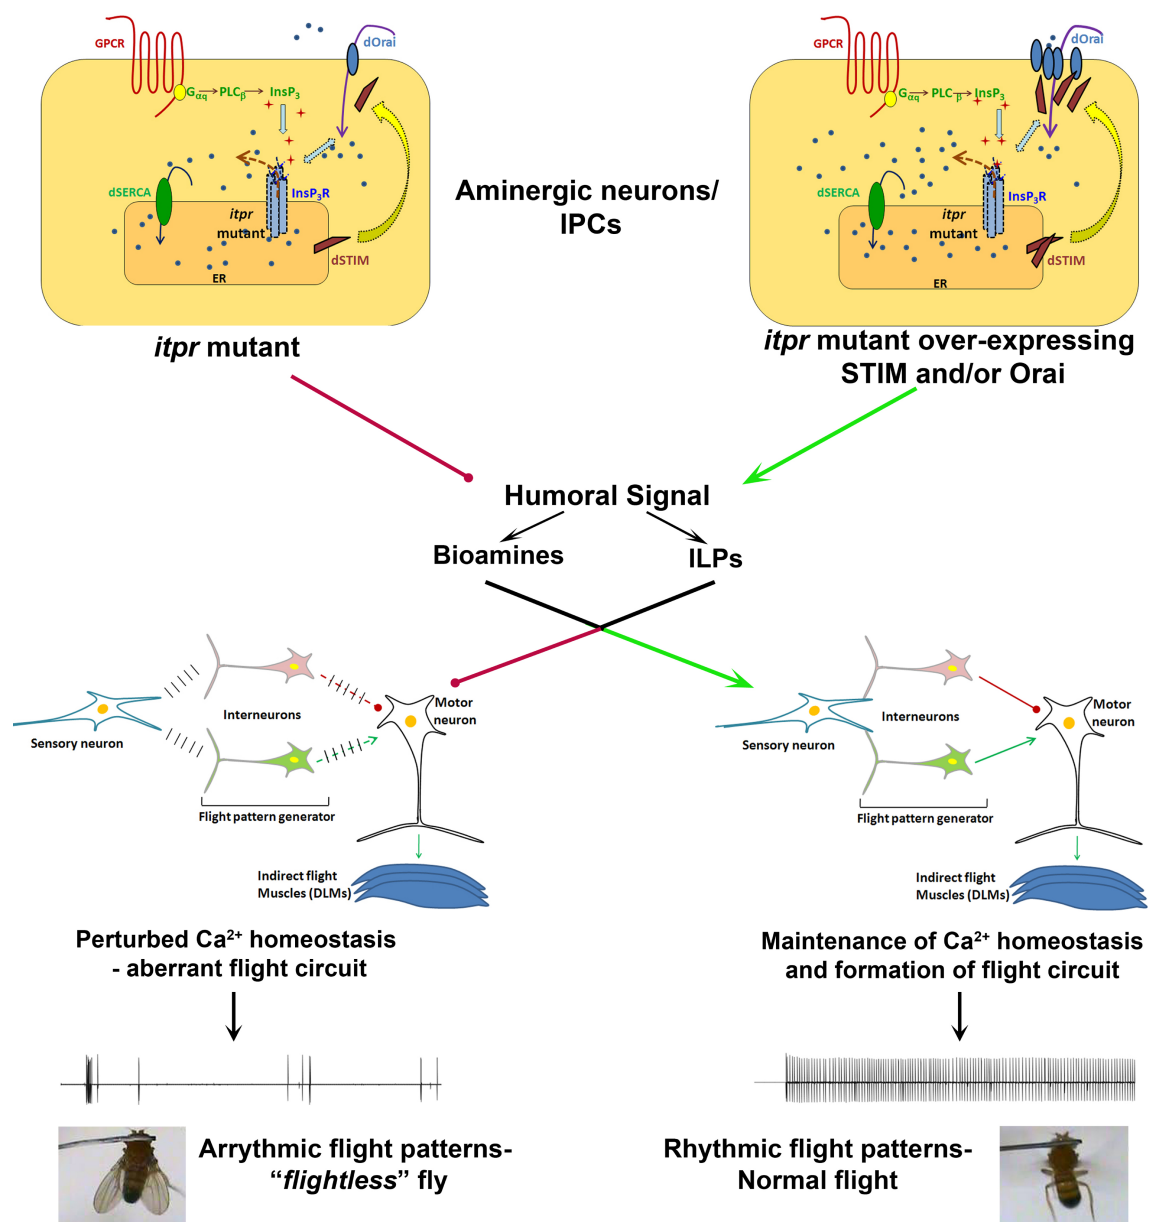 GPCR
dOrai
Gαq → PLCβ → InsP3
dSERCA
InsP3R
itpr
mutant
dSTIM
ER
itpr mutant
Aminergic neurons/
IPCs
GPCR
dOrai
Gαq → PLCβ → InsP3
dSERCA
InsP3R
itpr
mutant
dSTIM
ER
itpr mutant over-expressing
STIM and/or Orai
Humoral Signal
Bioamines
ILPs
Sensory neuron
Interneurons
Motor
neuron
Flight pattern generator
Indirect flight
Muscles (DLMs)
Perturbed Ca2+ homeostasis
- aberrant flight circuit
Arrythmic flight patterns-
“flightless” fly
Sensory neuron
Interneurons
Motor
neuron
Flight pattern generator
Indirect flight
Muscles (DLMs)
Maintenance of Ca2+ homeostasis
and formation of flight circuit
Rhythmic flight patterns-
Normal flight